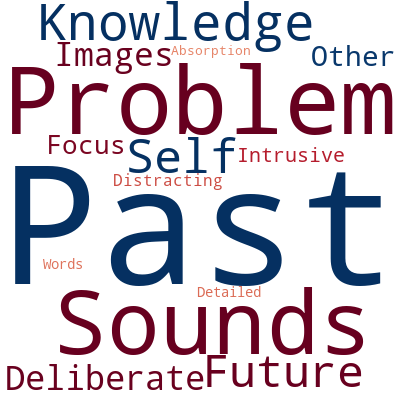 Knowledge
Images Absorption Other
Problem
Focus Self Intrusive
Distracting
Past
Words
Detailed
Sounds
Deliberate Future